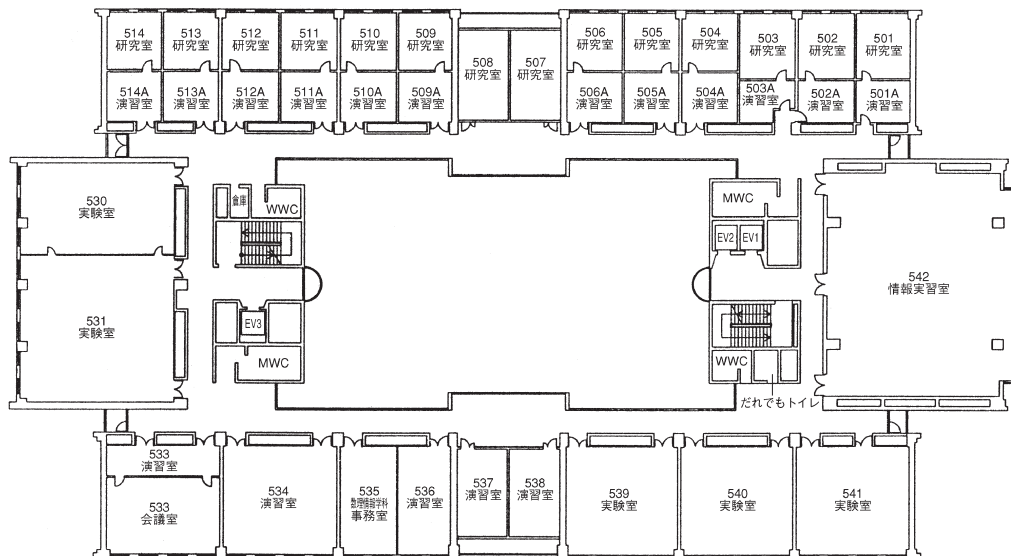 514
研究室
513
研究室
512
研究室
511
研究室
510
研究室
509
研究室
508
研究室
507
研究室
506
研究室
505
研究室
504
研究室
503
研究室
502
研究室
501
研究室
514A
演習室
513A
演習室
512A
演習室
511A
演習室
510A
演習室
509A
演習室
506A
演習室
505A
演習室
504A
演習室
503A
演習室
502A
演習室
501A
演習室
530
実験室
倉庫
WWC
MWC
EV2
EV1
531
実験室
542
情報実習室
EV3
MWC
WWC
だれでもトイレ
533
演習室
533
会議室
534
演習室
535
数理情報学科
事務室
536
演習室
537
演習室
538
演習室
539
実験室
540
実験室
541
実験室